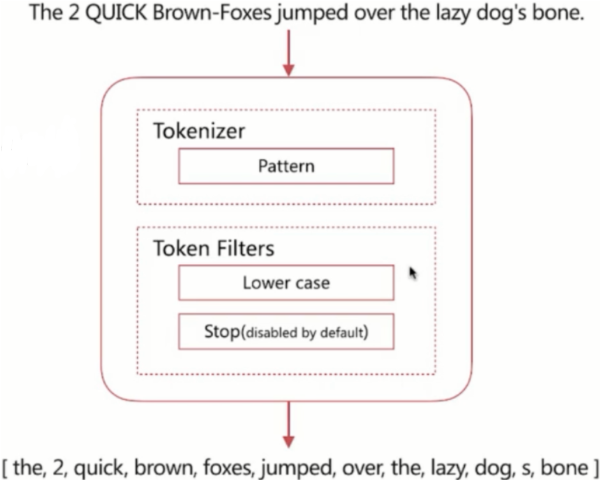 The 2 QUICK Brown-Foxes jumped over the lazy dog's bone.
Tokenizer
Pattern
Token Filters
Lower case
Stop(disabled by default)
[ the, 2, quick, brown, foxes, jumped, over, the, lazy, dog, s, bone ]